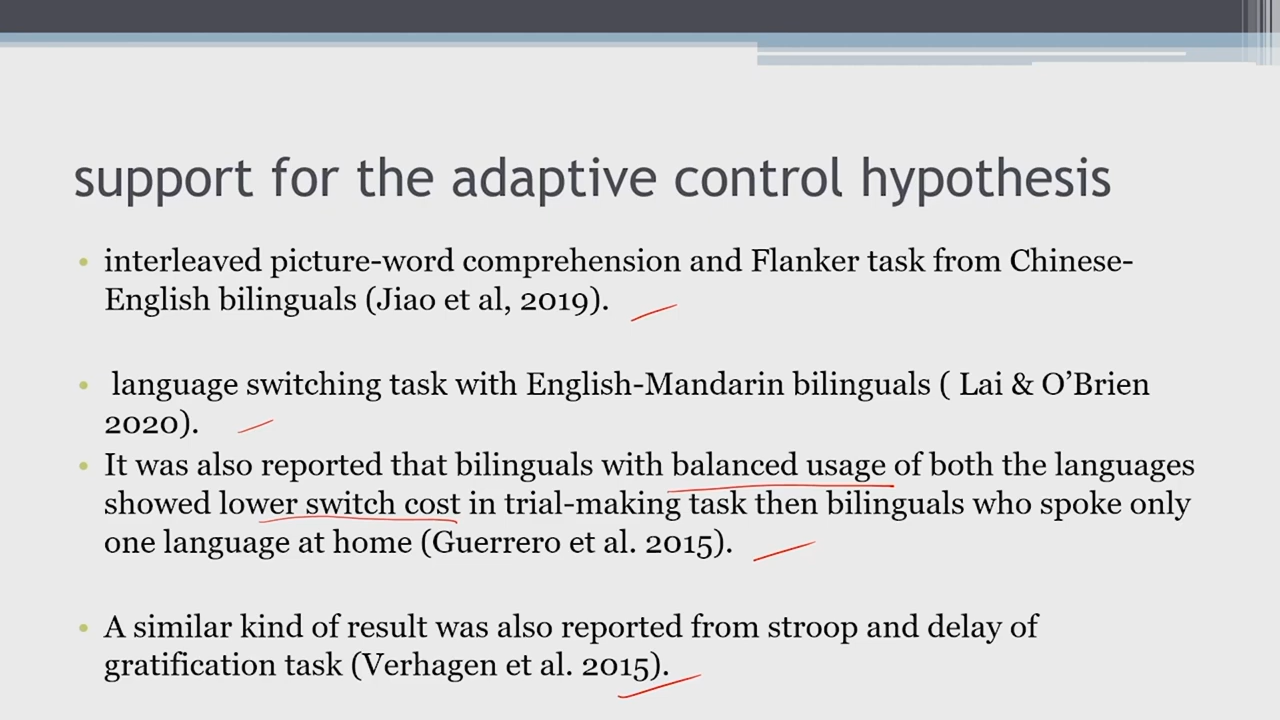 support for the adaptive control hypothesis
interleaved picture-word comprehension and Flanker task from Chinese-
English bilinguals (Jiao et al, 2019).
language switching task with English-Mandarin bilinguals ( Lai & O’Brien
2020).
It was also reported that bilinguals with balanced usage of both the languages
showed lower switch cost in trial-making task then bilinguals who spoke only
one language at home (Guerrero et al. 2015).
A similar kind of result was also reported from stroop and delay of
gratification task (Verhagen et al. 2015).